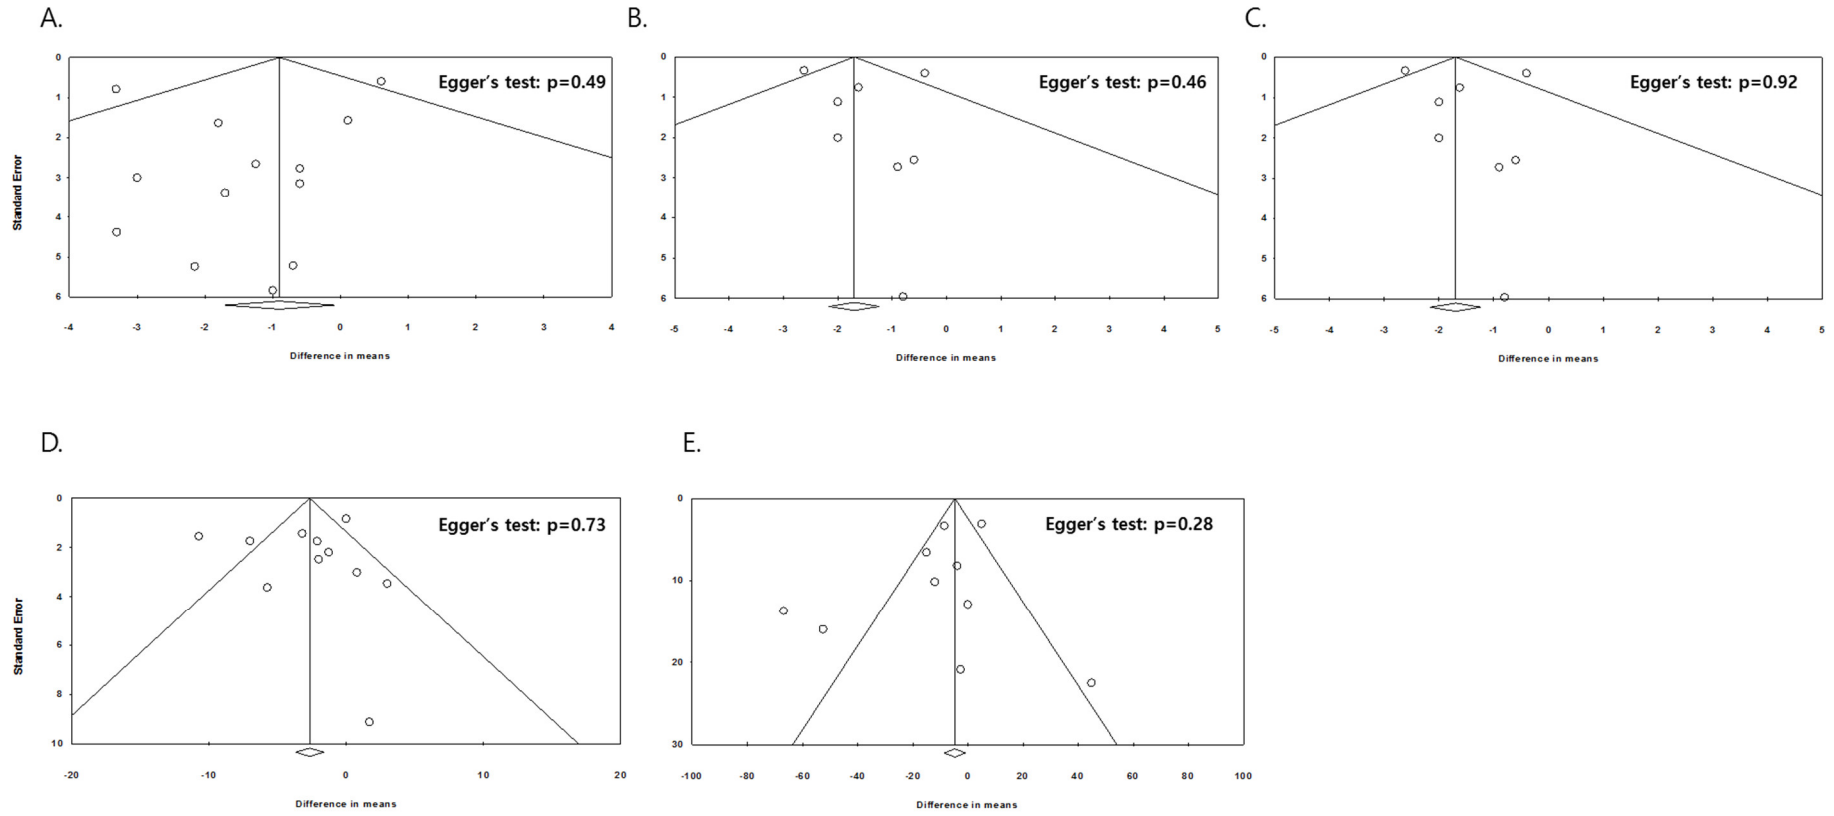 A.
Egger's test: p=0.49
Standard Error
0
1
2
3
4
5
6
-4 -3 -2 -1 0 1 2 3 4
Difference in means
B.
Egger's test: p=0.46
0
1
2
3
4
5
6
-5 -4 -3 -2 -1 0 1 2 3 4 5
Difference in means
C.
Egger's test: p=0.92
0
1
2
3
4
5
6
-5 -4 -3 -2 -1 0 1 2 3 4 5
Difference in means
D.
Egger's test: p=0.73
Standard Error
0
2
4
6
8
10
-20 -10 0 10 20
Difference in means
E.
Egger's test: p=0.28
0
10
20
30
-100 -80 -60 -40 -20 0 20 40 60 80 100
Difference in means